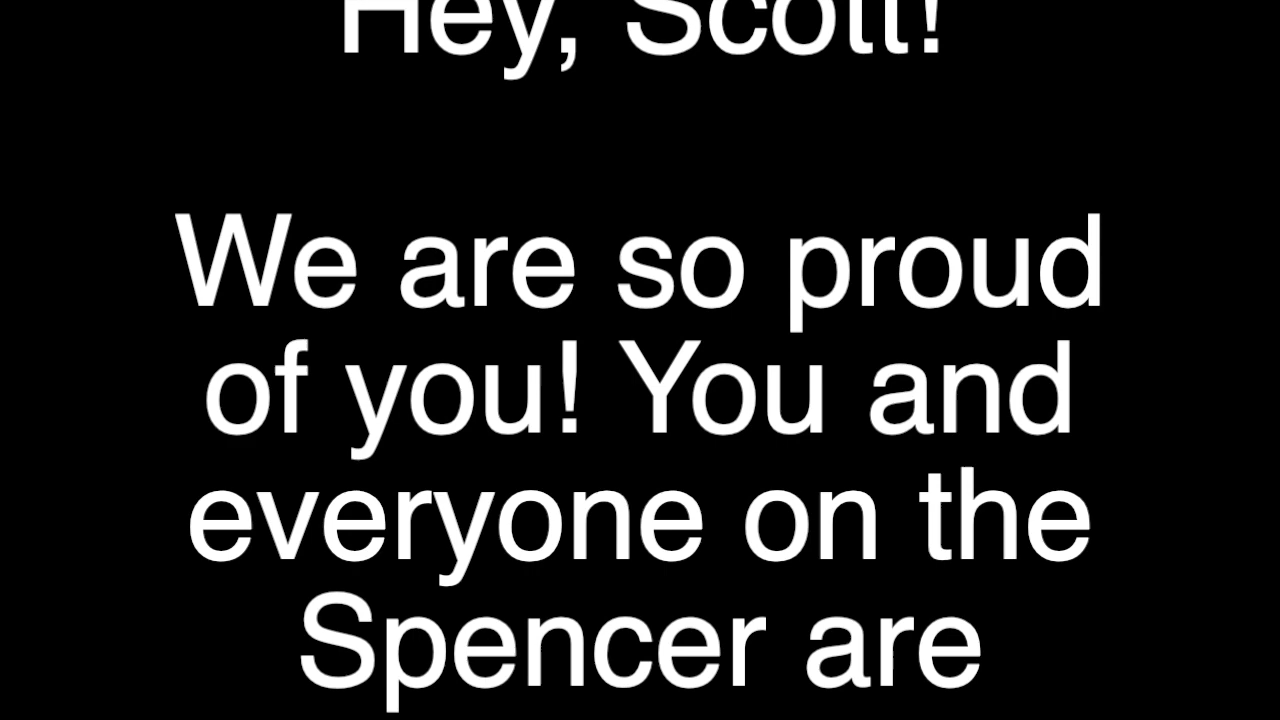 Hey, Scott!
We are so proud
of you! You and
everyone on the
Spencer are